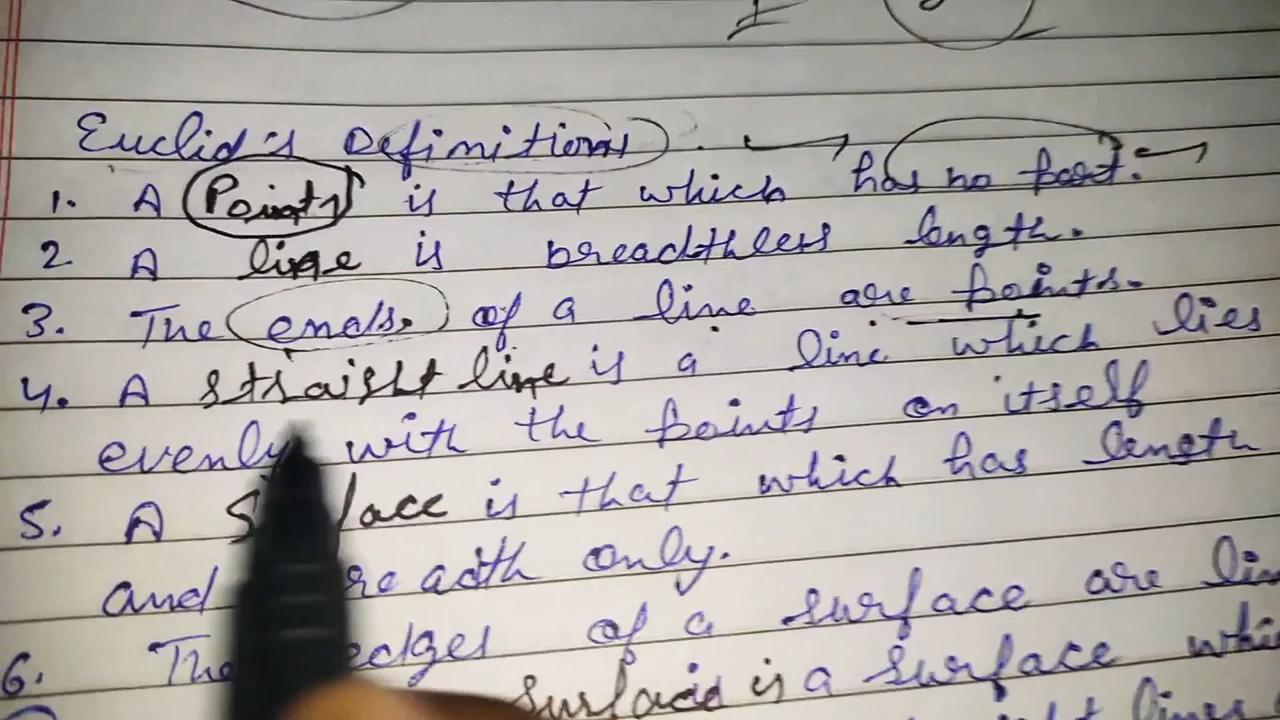 Euclid's Definitions.
1. A Point is that which has no part.
2. A line is breadthless length.
3. The ends of a line are points.
4. A straight line is a line which lies
evenly with the points on itself
5. A is that which has length
and only.
6. The edges of a surface are
surface is a surface